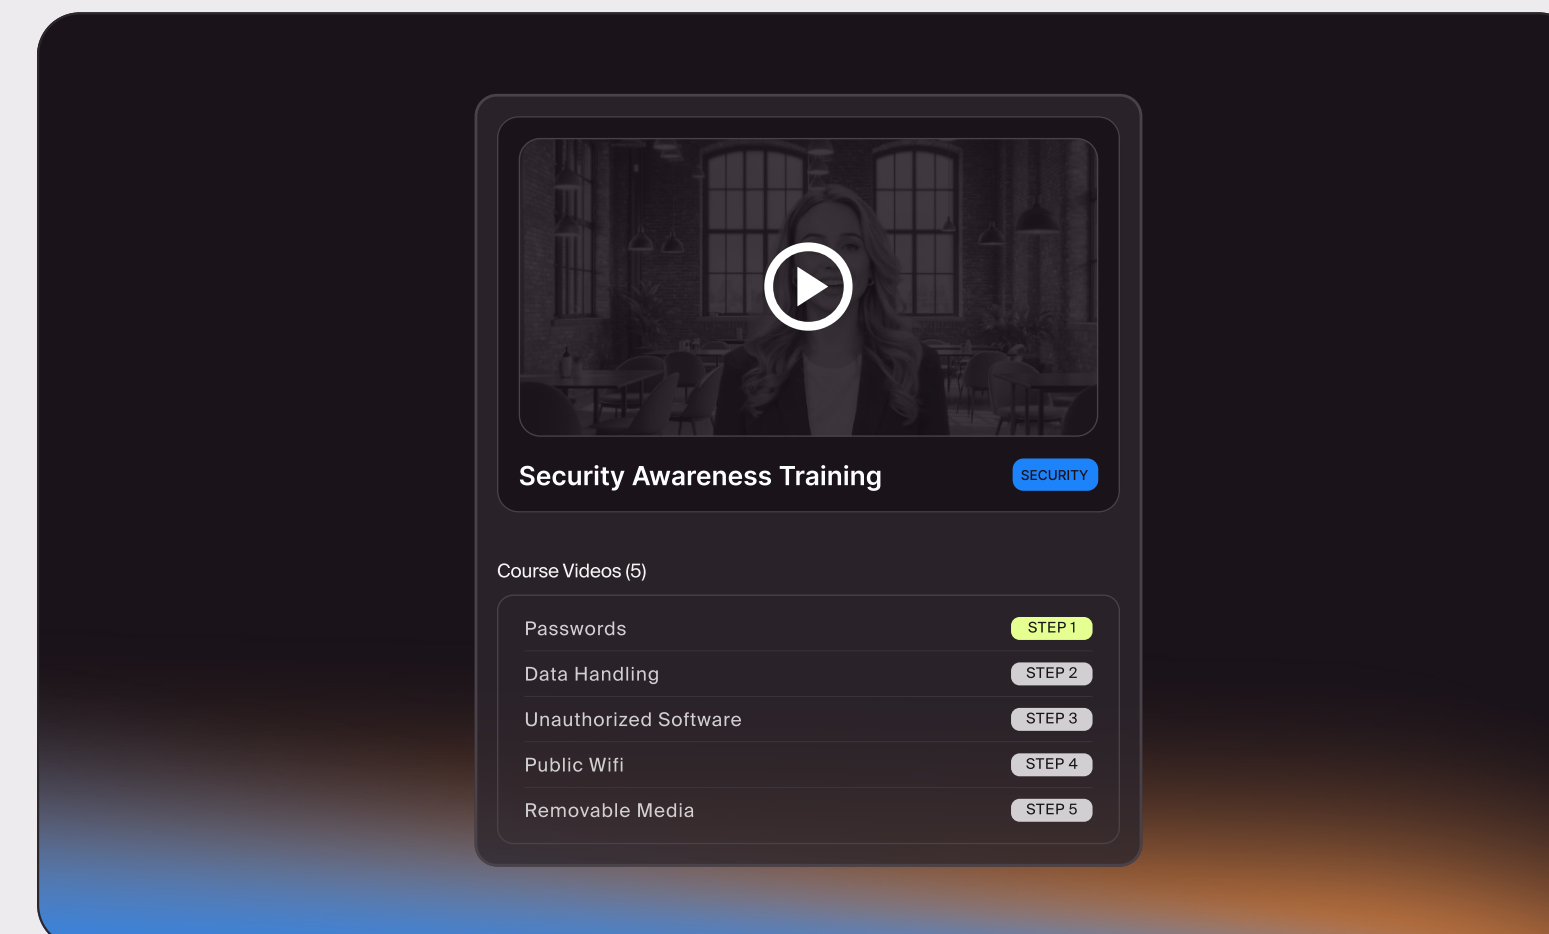 Security Awareness Training
SECURITY
Course Videos (5)
Passwords
STEP 1
Data Handling
STEP 2
Unauthorized Software
STEP 3
Public Wifi
STEP 4
Removable Media
STEP 5